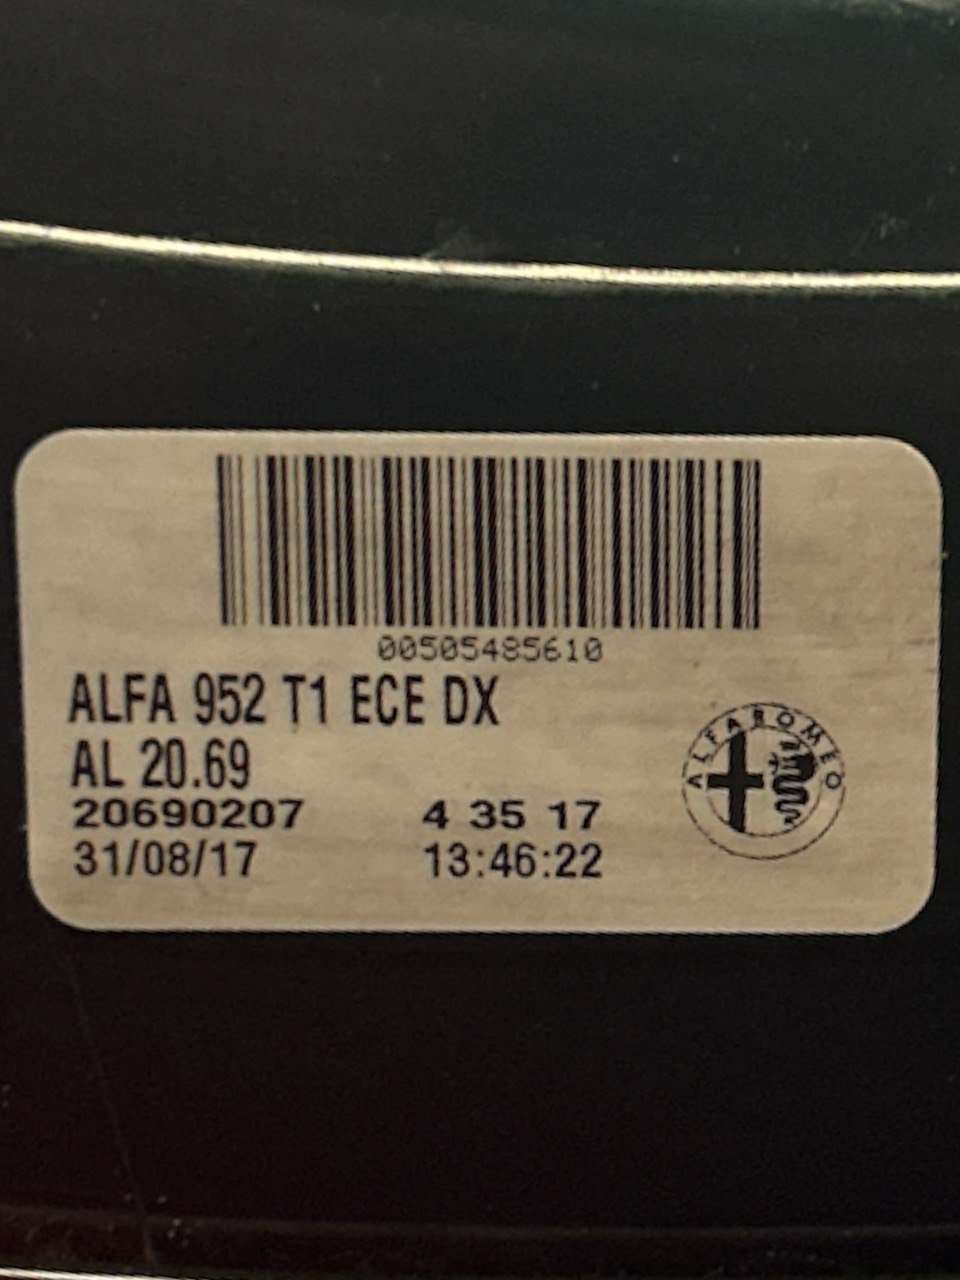 00505485610
ALFA 952 T1 ECE DX
AL 20.69
20690207 4 35 17
31/08/17 13:46:22
ALFA ROMEO